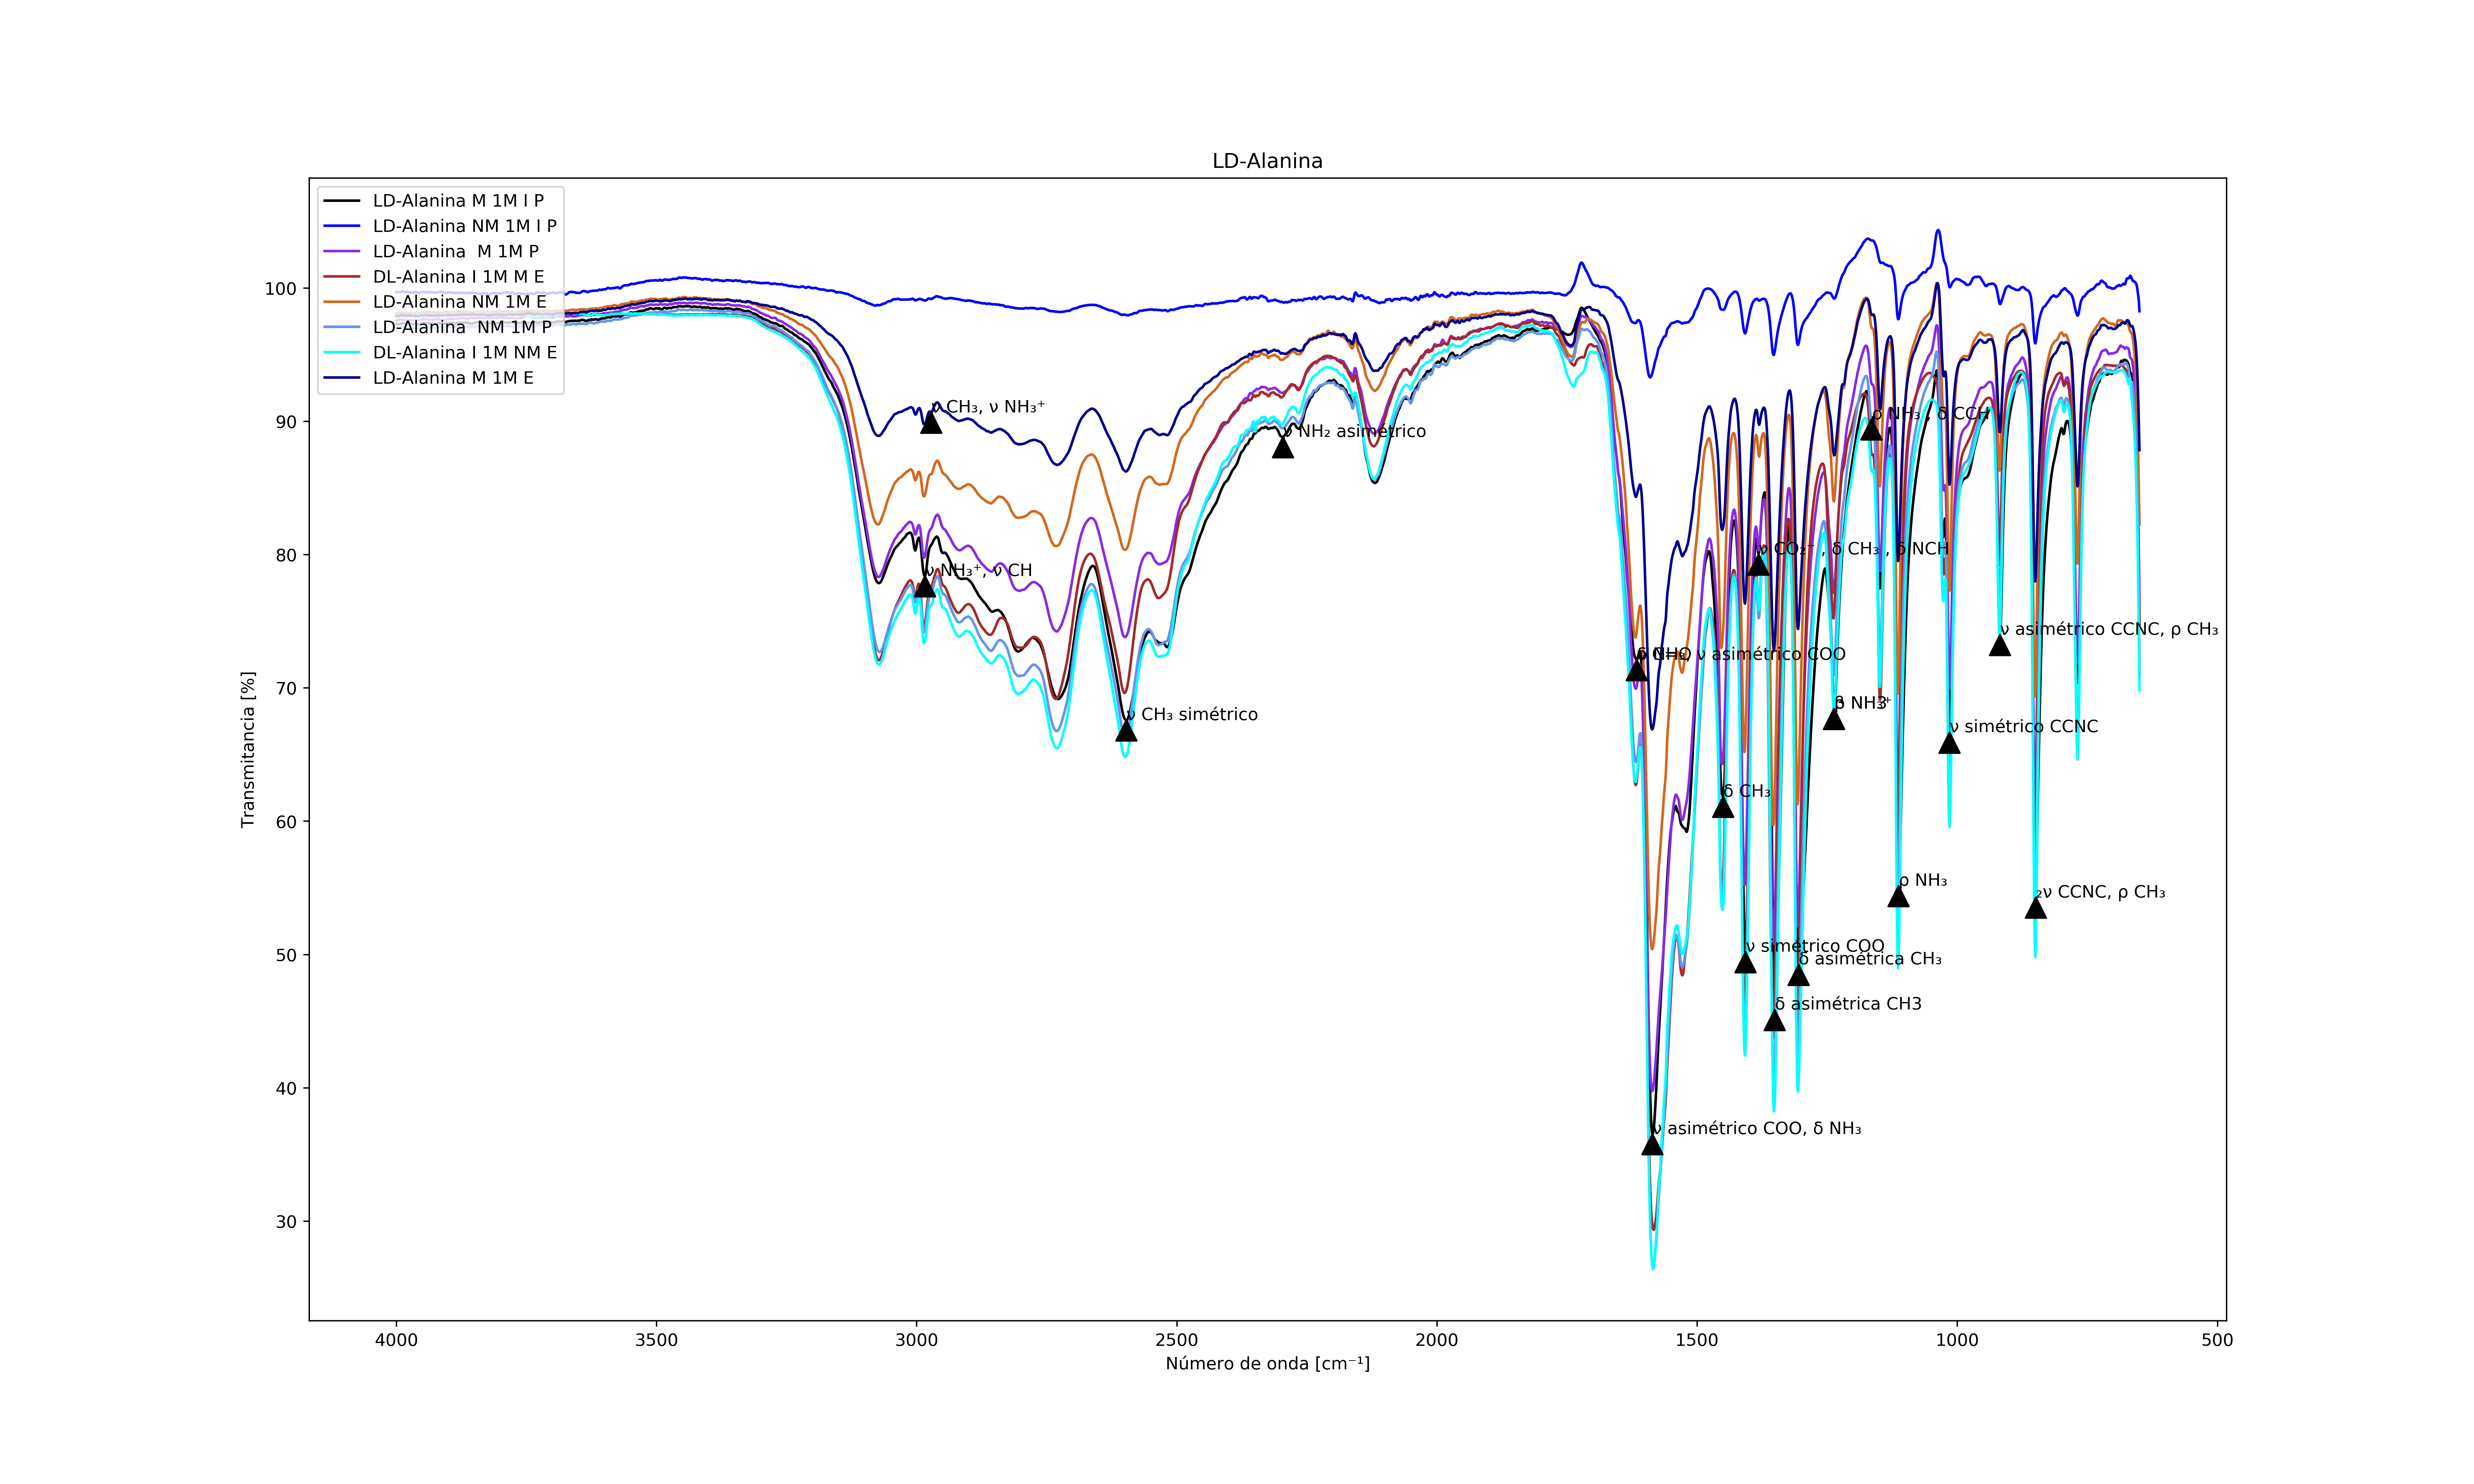 LD-Alanina
LD-Alanina M 1M I P
LD-Alanina NM 1M I P
LD-Alanina  M 1M P
DL-Alanina I 1M M E
LD-Alanina NM 1M E
LD-Alanina  NM 1M P
DL-Alanina I 1M NM E
LD-Alanina M 1M E
ν CH₃, ν NH₃⁺
ν NH₂ asimétrico
ρ NH₃ , δ CCH
ν NH₃⁺, ν CH
ν CO₂⁻ , δ CH₃ , δ NCH
ν asimétrico CCNC, ρ CH₃
ν asimétrico COO
ν CH₃ simétrico
ν simétrico CCNC
δ CH₃
ρ NH₃
₂ν CCNC, ρ CH₃
ν simétrico COO
δ asimétrica CH₃
δ asimétrica CH3
ν asimétrico COO, δ NH₃
Transmitancia [%]
100
90
80
70
60
50
40
30
4000
3500
3000
2500
2000
1500
1000
500
Número de onda [cm⁻¹]